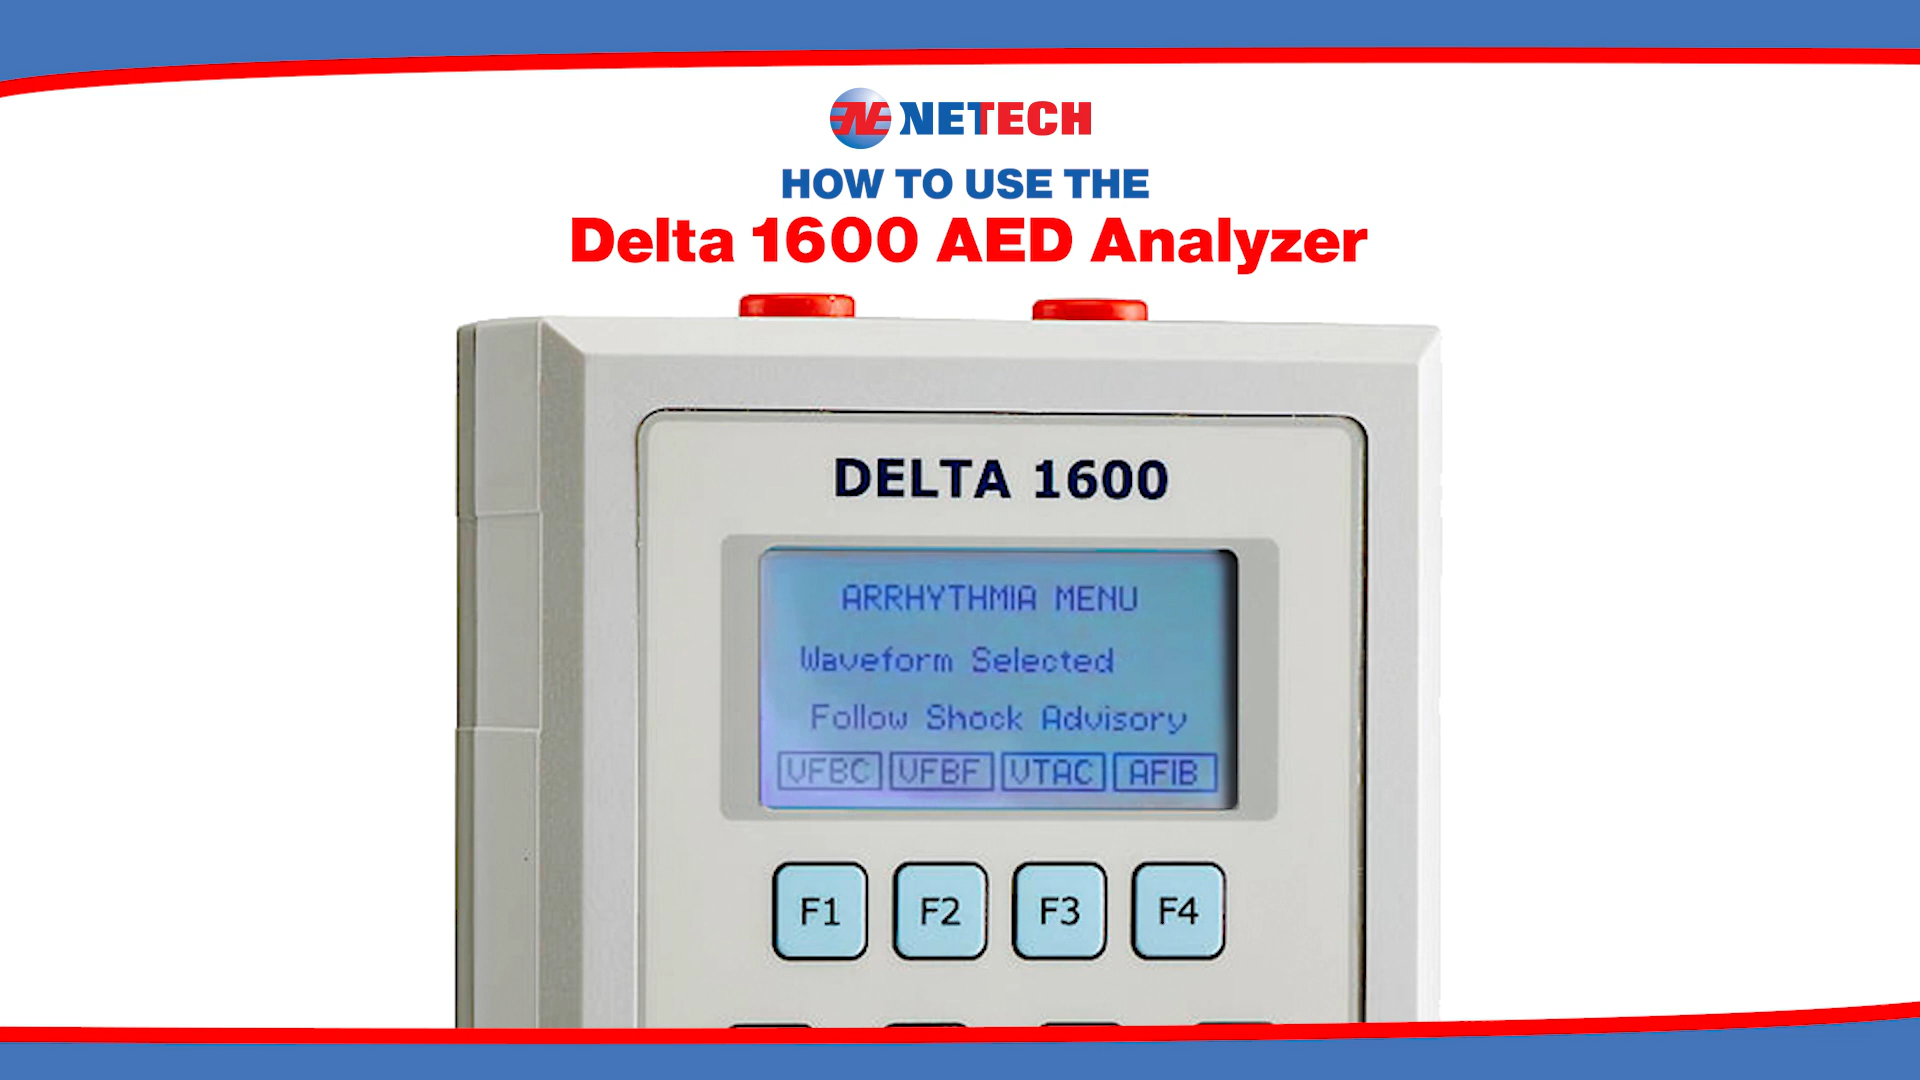 NE NETECH
HOW TO USE THE
Delta 1600 AED Analyzer
DELTA 1600
ARRHYTHMIA MENU
Waveform Selected
Follow Shock Advisory
VFBC VFBF VTAC AFIB
F1 F2 F3 F4